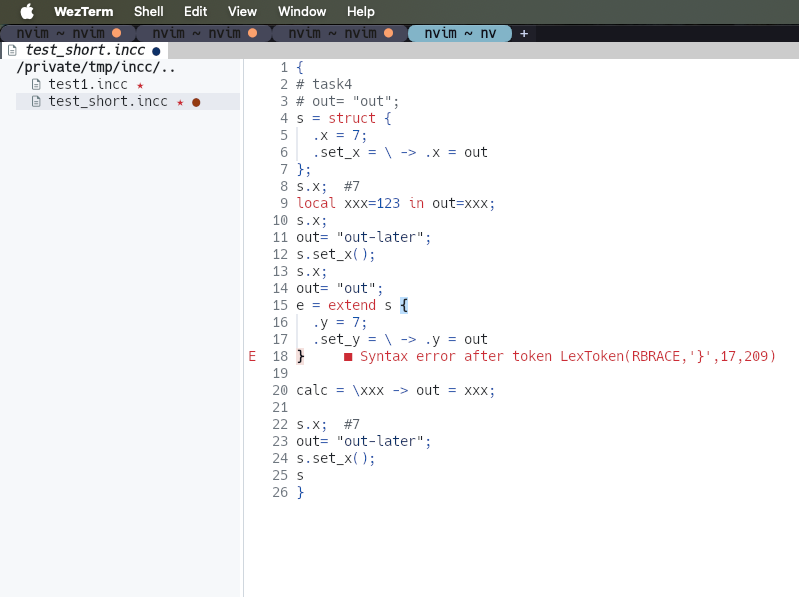 WezTerm Shell Edit View Window Help
nvim ~ nvim nvim ~ nvim nvim ~ nvim nvim ~ nv +
test_short.incc
/private/tmp/incc/..
test1.incc ★
test_short.incc ★
1 {
2 # task4
3 # out= "out";
4 s = struct {
5 .x = 7;
6 .set_x = \ -> .x = out
7 };
8 s.x;  #7
9 local xxx=123 in out=xxx;
10 s.x;
11 out= "out-later";
12 s.set_x();
13 s.x;
14 out= "out";
15 e = extend s {
16 .y = 7;
17 .set_y = \ -> .y = out
E 18 } ■ Syntax error after token LexToken(RBRACE,'}',17,209)
19
20 calc = \xxx -> out = xxx;
21
22 s.x;  #7
23 out= "out-later";
24 s.set_x();
25 s
26 }